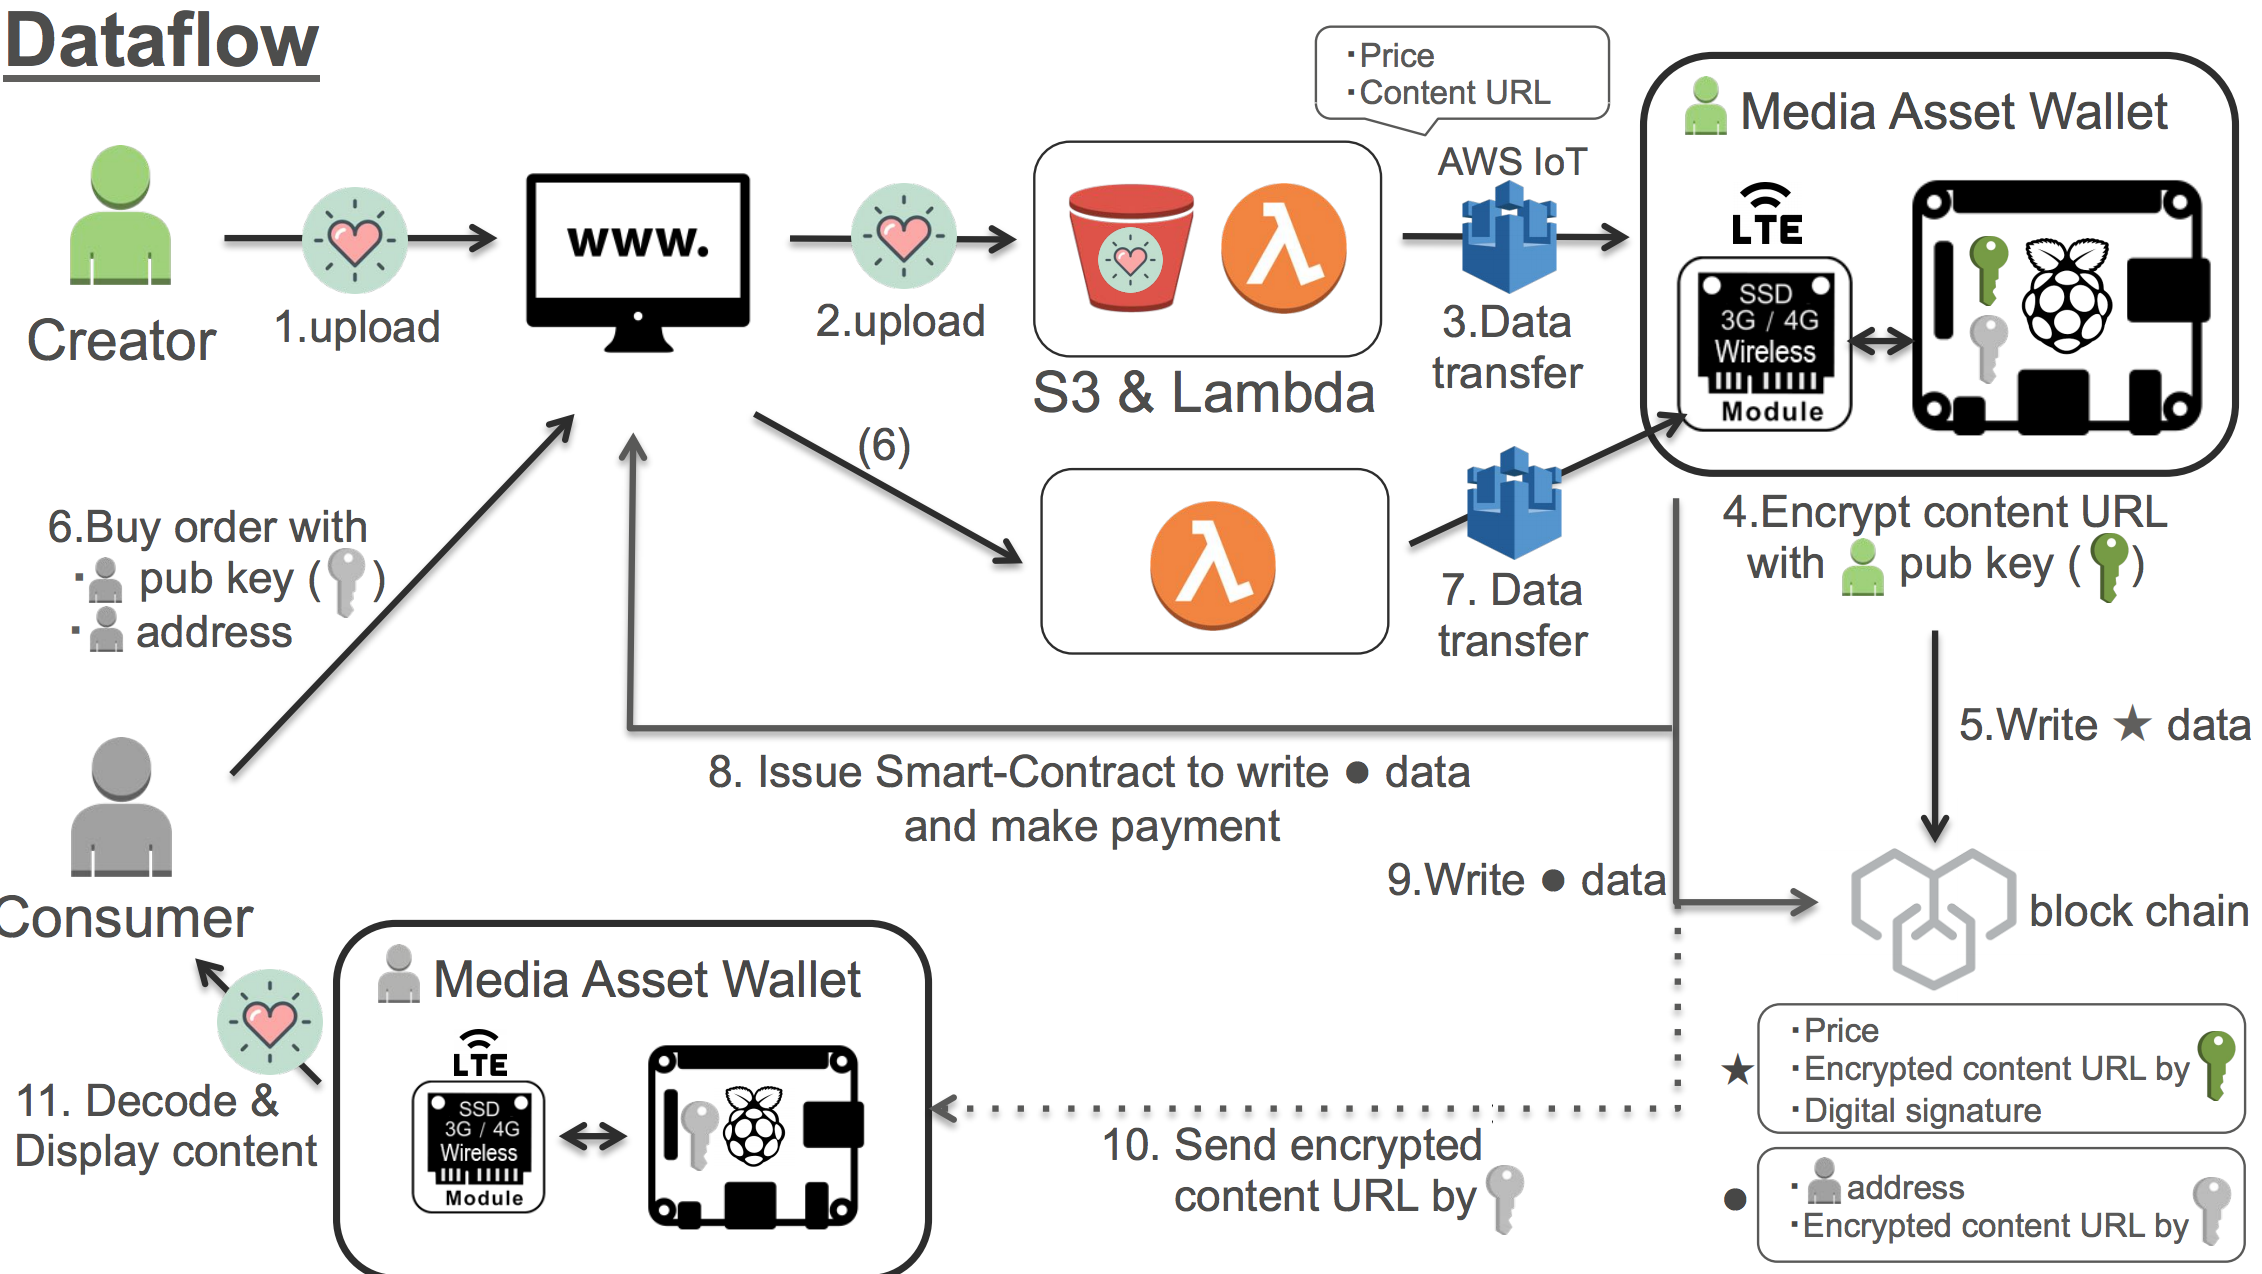 Dataflow
・Price
・Content URL
Media Asset Wallet
AWS IoT
LTE
SSD
3G / 4G
Wireless
Module
www.
Creator
1.upload
2.upload
S3 & Lambda
3.Data
transfer
(6)
4.Encrypt content URL
with pub key ( )
6.Buy order with
・ pub key ( )
・ address
7. Data
transfer
5.Write ★ data
8. Issue Smart-Contract to write ● data
and make payment
9.Write ● data
block chain
Consumer
Media Asset Wallet
LTE
SSD
3G / 4G
Wireless
Module
11. Decode &
Display content
10. Send encrypted
content URL by
★
・Price
・Encrypted content URL by
・Digital signature
●
・ address
・Encrypted content URL by